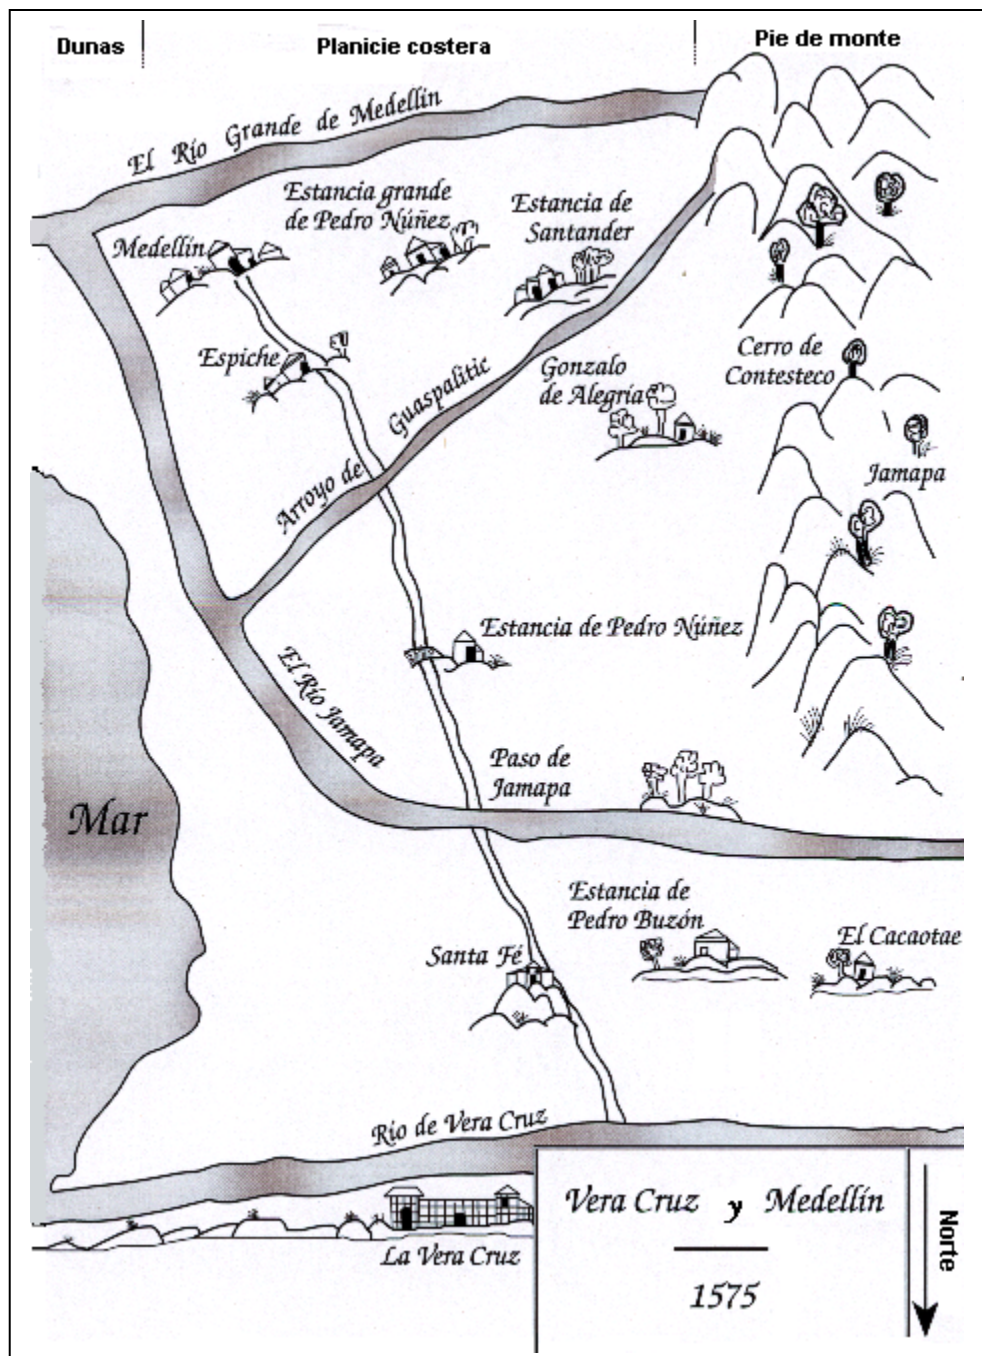 Dunas
Planicie costera
Pie de monte
El Río Grande de Medellín
Estancia grande
de Pedro Núñez
Estancia de
Santander
Medellín
Espiche
Arroyo de Guaspalitic
Gonzalo
de Alegría
Cerro de
Contesteco
Jamapa
Estancia de Pedro Núñez
El Río Jamapa
Paso de
Jamapa
Mar
Estancia de
Pedro Buzón
El Cacaotae
Santa Fé
Río de Vera Cruz
La Vera Cruz
Vera Cruz y Medellín
1575
Norte